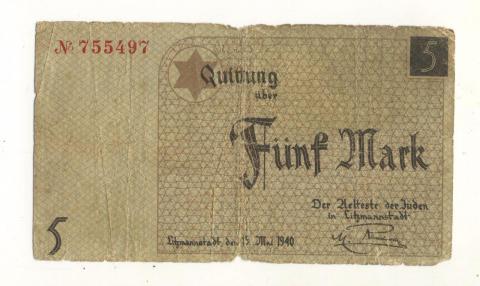 № 755497
5
Quittung
über
Fünf Mark
Der Aelteste der Juden
in Litzmannstadt
Litzmannstadt, den 15. Mai 1940
5